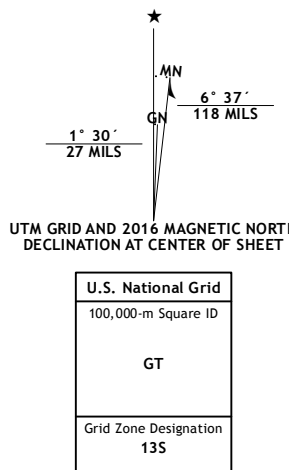 ★
MN
GN
6° 37´
118 MILS
1° 30´
27 MILS
UTM GRID AND 2016 MAGNETIC NORTH
DECLINATION AT CENTER OF SHEET
U.S. National Grid
100,000-m Square ID
GT
Grid Zone Designation
13S